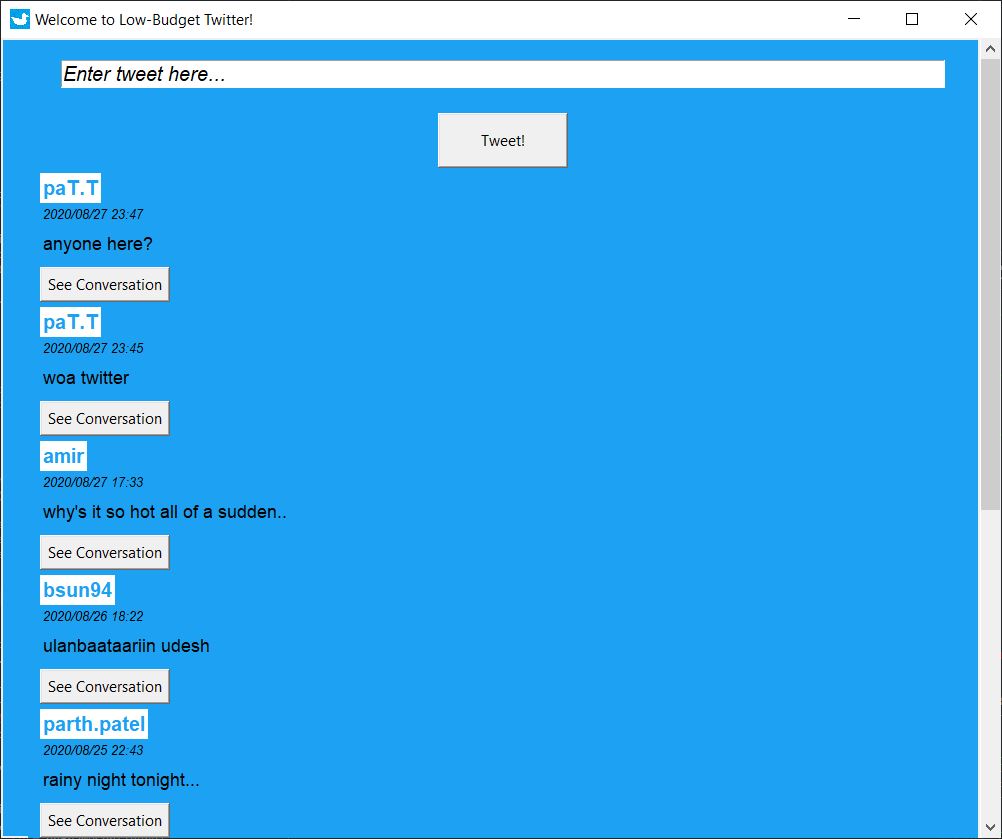 Welcome to Low-Budget Twitter!
Enter tweet here...
Tweet!
paT.T
2020/08/27 23:47
anyone here?
See Conversation
paT.T
2020/08/27 23:45
woa twitter
See Conversation
amir
2020/08/27 17:33
why's it so hot all of a sudden..
See Conversation
bsun94
2020/08/26 18:22
ulanbaataariin udesh
See Conversation
parth.patel
2020/08/25 22:43
rainy night tonight...
See Conversation